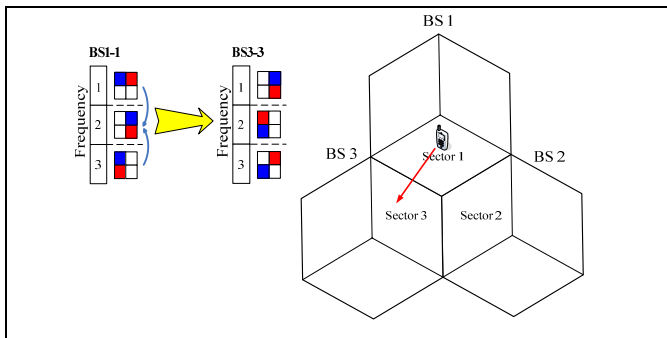 BS 1
BS1-1
BS3-3
Frequency
1
2
3
Frequency
1
2
3
BS 3
BS 2
Sector 1
Sector 3
Sector 2